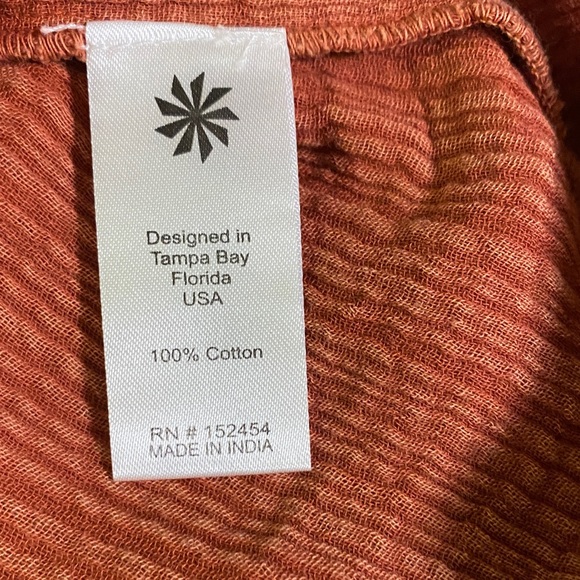 Designed in
Tampa Bay
Florida
USA
100% Cotton
RN # 152454
MADE IN INDIA